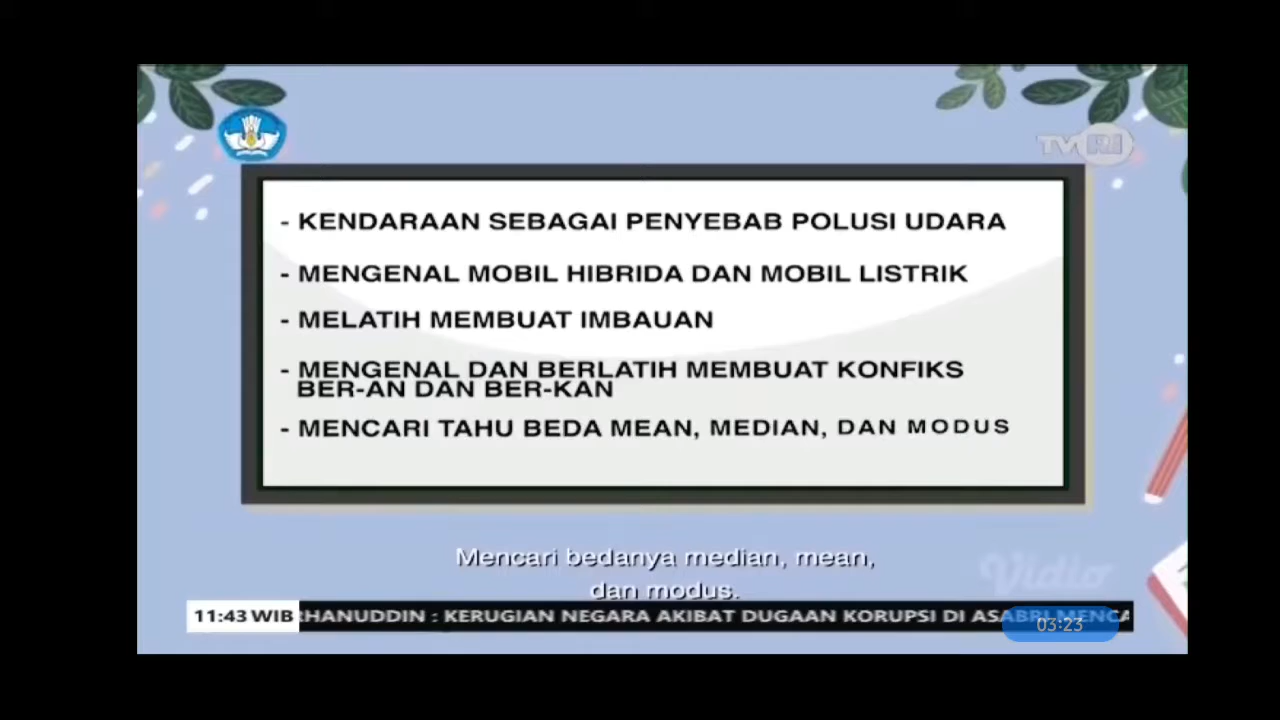 TVRI
- KENDARAAN SEBAGAI PENYEBAB POLUSI UDARA
- MENGENAL MOBIL HIBRIDA DAN MOBIL LISTRIK
- MELATIH MEMBUAT IMBAUAN
- MENGENAL DAN BERLATIH MEMBUAT KONFIKS
BER-AN DAN BER-KAN
- MENCARI TAHU BEDA MEAN, MEDIAN, DAN MODUS
Mencari bedanya median, mean,
dan modus.
Vidio
11:43 WIB HANUDDIN : KERUGIAN NEGARA AKIBAT DUGAAN KORUPSI DI ASABRI MENCA
03:23